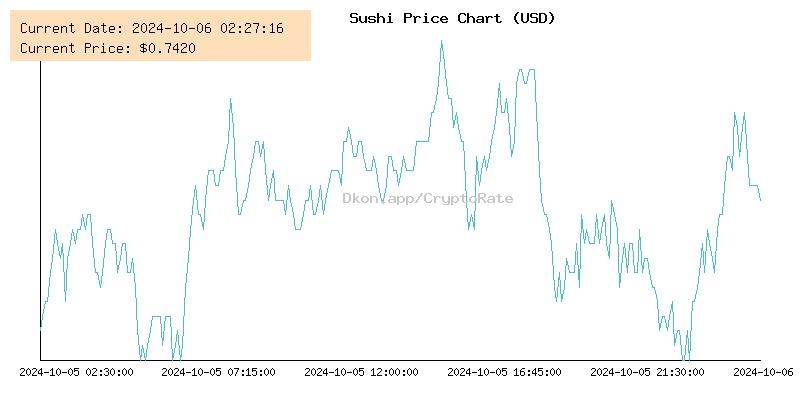 Sushi Price Chart (USD)
Current Date: 2024-10-06 02:27:16
Current Price: $0.7420
Dkon.app/CryptoRate
2024-10-05 02:30:00 2024-10-05 07:15:00 2024-10-05 12:00:00 2024-10-05 16:45:00 2024-10-05 21:30:00 2024-10-06